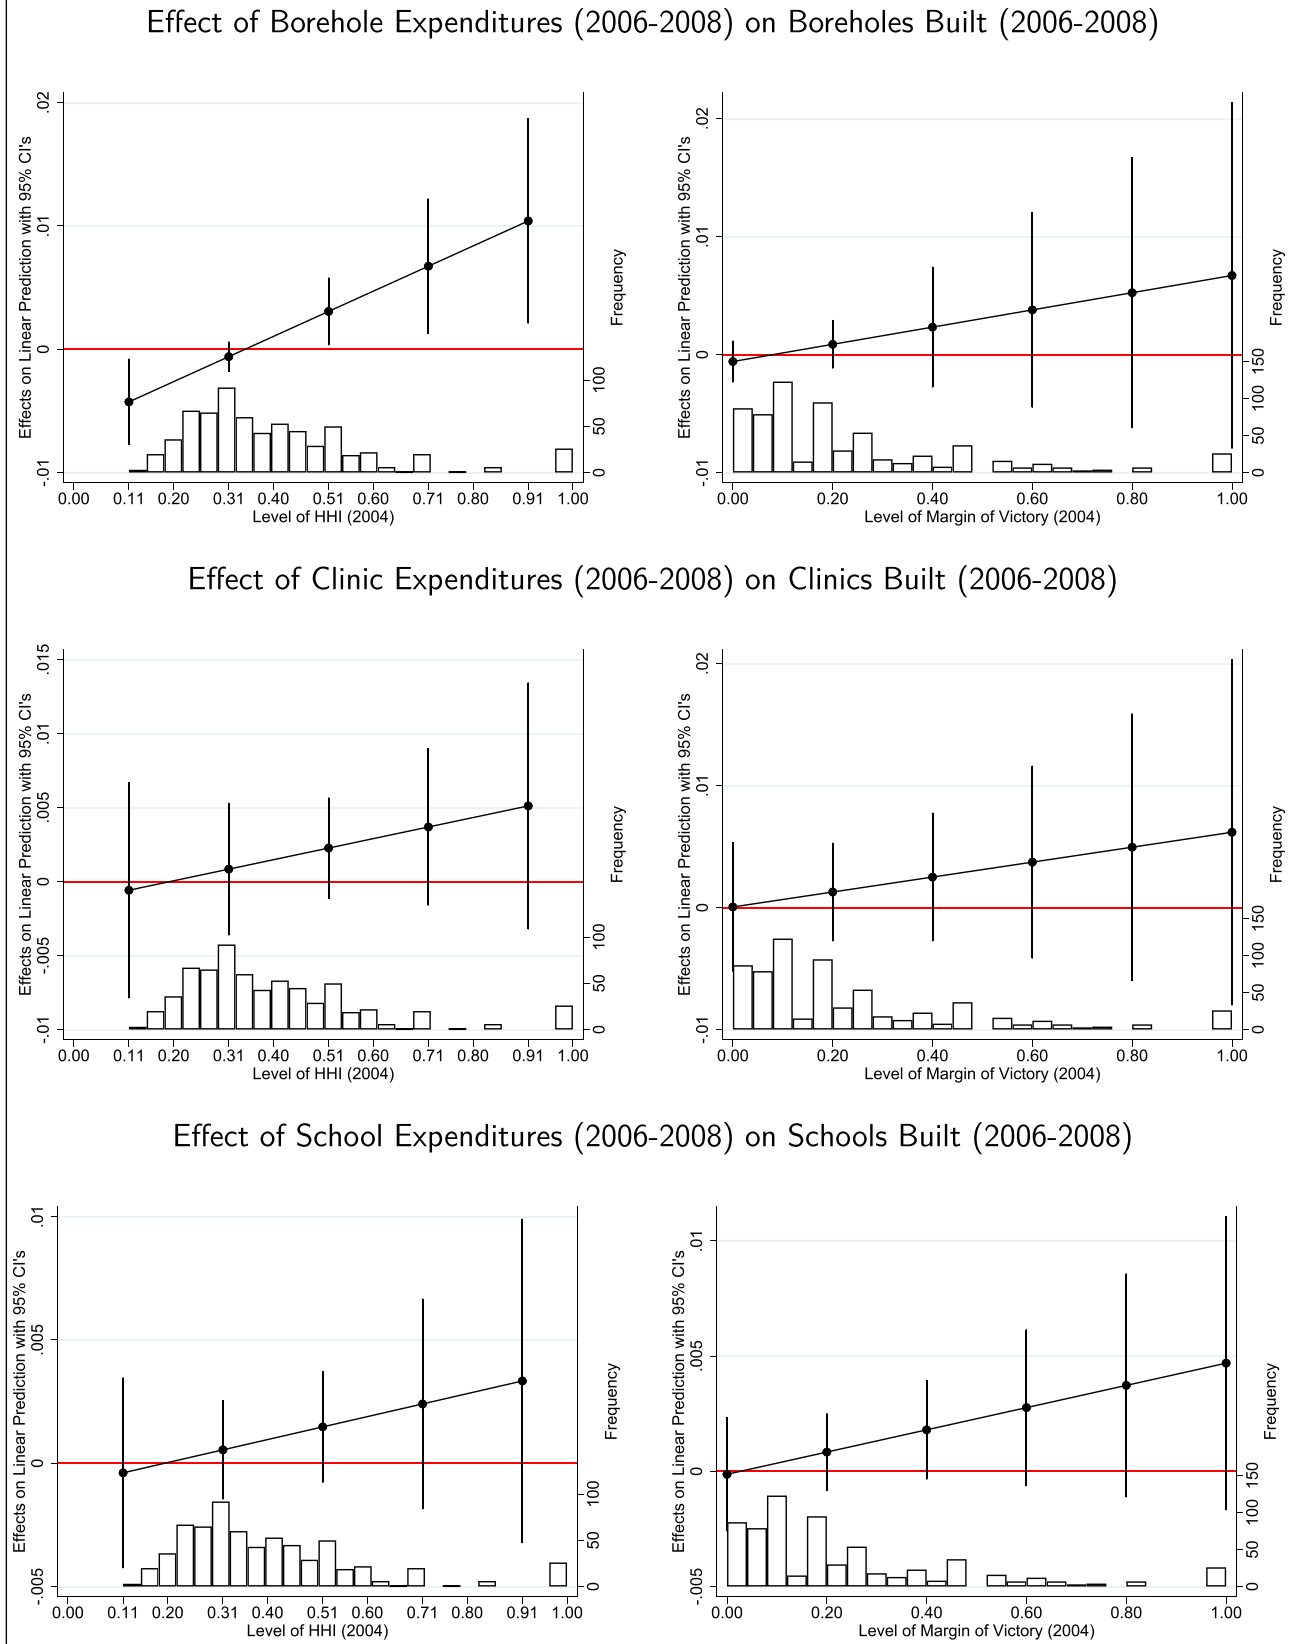 Effect of Borehole Expenditures (2006-2008) on Boreholes Built (2006-2008)
Effects on Linear Prediction with 95% CI's
.02
.01
0
-.01
Frequency
100
50
0
0.00 0.11 0.20 0.31 0.40 0.51 0.60 0.71 0.80 0.91 1.00
Level of HHI (2004)
Effects on Linear Prediction with 95% CI's
.02
.01
0
-.01
Frequency
150
100
50
0
0.00 0.20 0.40 0.60 0.80 1.00
Level of Margin of Victory (2004)
Effect of Clinic Expenditures (2006-2008) on Clinics Built (2006-2008)
Effects on Linear Prediction with 95% CI's
.015
.01
.005
0
-.005
-.01
Frequency
100
50
0
0.00 0.11 0.20 0.31 0.40 0.51 0.60 0.71 0.80 0.91 1.00
Level of HHI (2004)
Effects on Linear Prediction with 95% CI's
.02
.01
0
-.01
Frequency
150
100
50
0
0.00 0.20 0.40 0.60 0.80 1.00
Level of Margin of Victory (2004)
Effect of School Expenditures (2006-2008) on Schools Built (2006-2008)
Effects on Linear Prediction with 95% CI's
.01
.005
0
-.005
Frequency
100
50
0
0.00 0.11 0.20 0.31 0.40 0.51 0.60 0.71 0.80 0.91 1.00
Level of HHI (2004)
Effects on Linear Prediction with 95% CI's
.01
.005
0
-.005
Frequency
150
100
50
0
0.00 0.20 0.40 0.60 0.80 1.00
Level of Margin of Victory (2004)